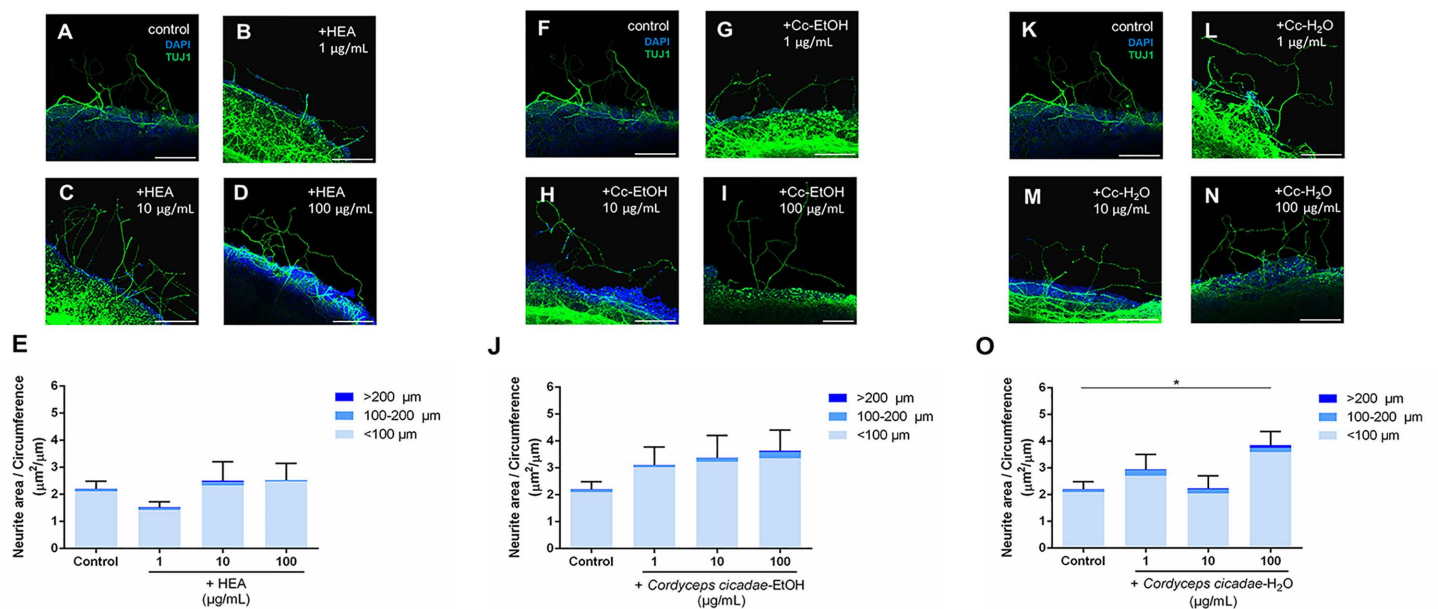 A
control
DAPI
TUJ1
B
+HEA
1 µg/mL
C
+HEA
10 µg/mL
D
+HEA
100 µg/mL
E
Neurite area / Circumference
(µm²/µm)
6
5
4
3
2
1
0
>200 µm
100-200 µm
<100 µm
Control
1
10
100
+ HEA
(µg/mL)
F
control
DAPI
TUJ1
G
+Cc-EtOH
1 µg/mL
H
+Cc-EtOH
10 µg/mL
I
+Cc-EtOH
100 µg/mL
J
Neurite area / Circumference
(µm²/µm)
6
5
4
3
2
1
0
>200 µm
100-200 µm
<100 µm
Control
1
10
100
+ Cordyceps cicadae-EtOH
(µg/mL)
K
control
DAPI
TUJ1
L
+Cc-H₂O
1 µg/mL
M
+Cc-H₂O
10 µg/mL
N
+Cc-H₂O
100 µg/mL
O
Neurite area / Circumference
(µm²/µm)
6
5
4
3
2
1
0
*
>200 µm
100-200 µm
<100 µm
Control
1
10
100
+ Cordyceps cicadae-H₂O
(µg/mL)